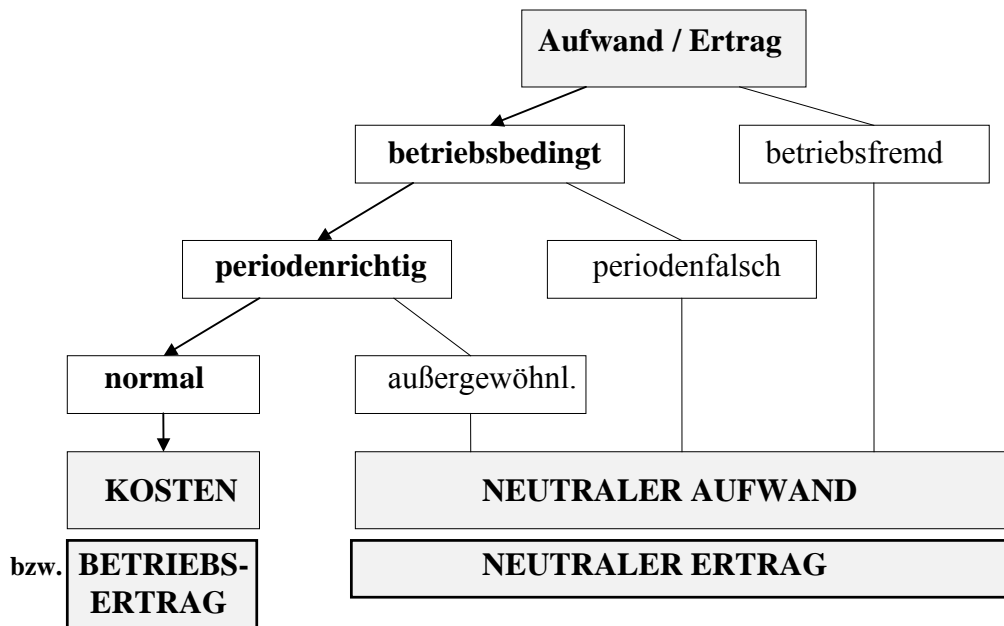 Aufwand / Ertrag
betriebsbedingt
betriebsfremd
periodenrichtig
periodenfalsch
normal
außergewöhnl.
KOSTEN
NEUTRALER AUFWAND
bzw.
BETRIEBS-
ERTRAG
NEUTRALER ERTRAG